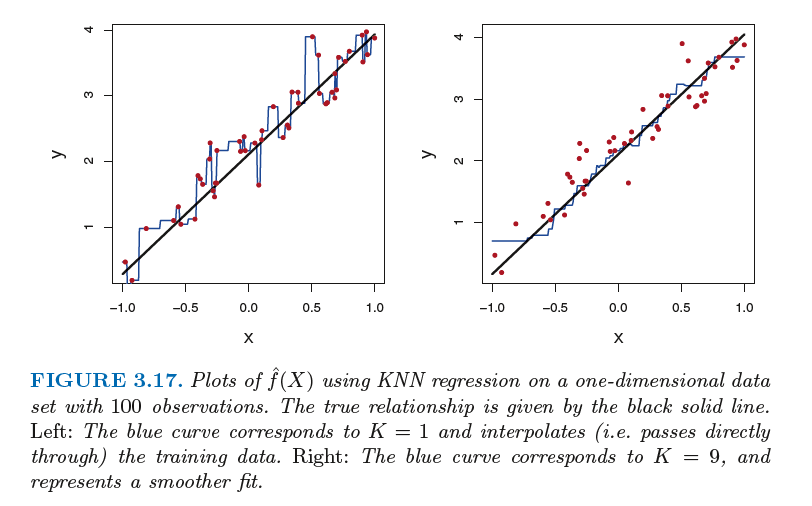 4
3
2
1
y
−1.0 −0.5 0.0 0.5 1.0
x
4
3
2
1
y
−1.0 −0.5 0.0 0.5 1.0
x
FIGURE 3.17. Plots of f̂(X) using KNN regression on a one-dimensional data
set with 100 observations. The true relationship is given by the black solid line.
Left: The blue curve corresponds to K = 1 and interpolates (i.e. passes directly
through) the training data. Right: The blue curve corresponds to K = 9, and
represents a smoother fit.